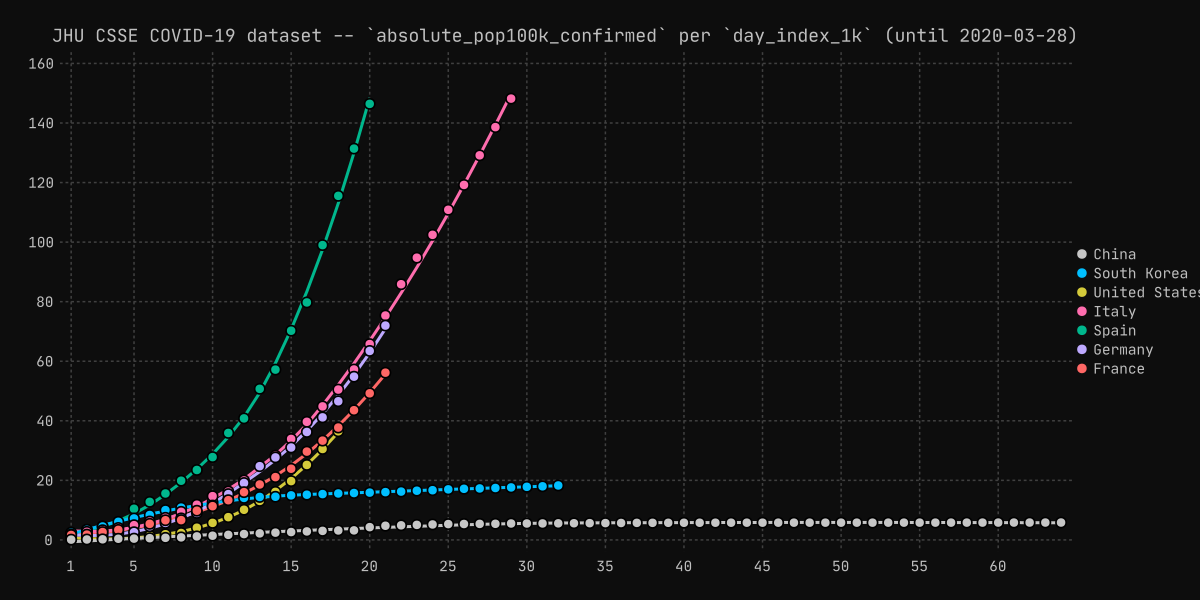 JHU CSSE COVID-19 dataset -- `absolute_pop100k_confirmed` per `day_index_1k` (until 2020-03-28)
160
140
120
100
80
60
40
20
0
1 5 10 15 20 25 30 35 40 45 50 55 60
China
South Korea
United States
Italy
Spain
Germany
France